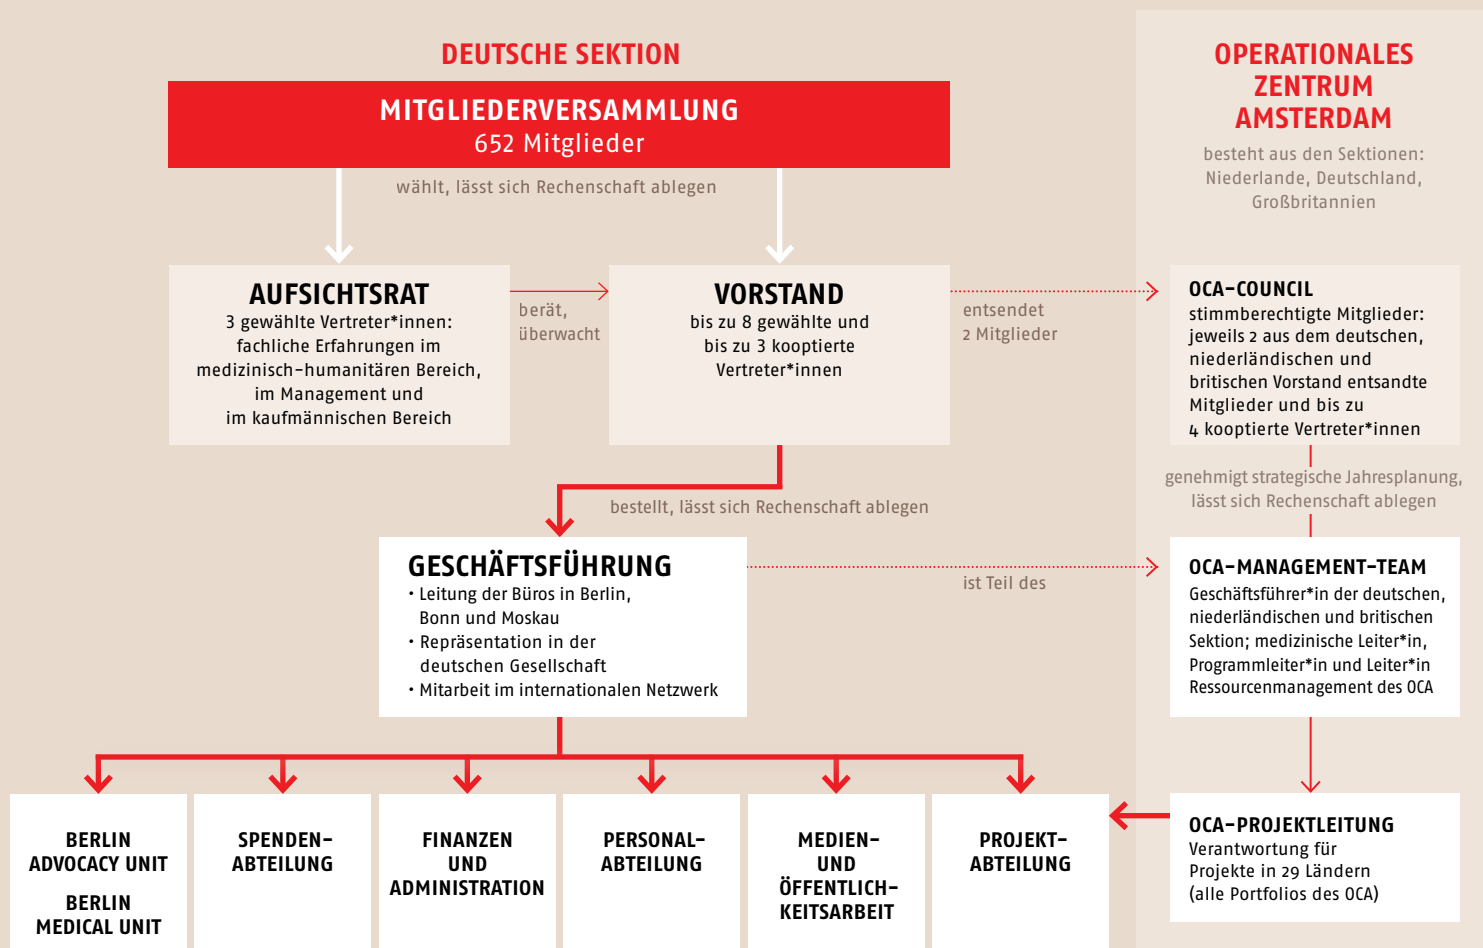 DEUTSCHE SEKTION
MITGLIEDERVERSAMMLUNG
652 Mitglieder
wählt, lässt sich Rechenschaft ablegen
AUFSICHTSRAT
3 gewählte Vertreter*innen:
fachliche Erfahrungen im
medizinisch-humanitären Bereich,
im Management und
im kaufmännischen Bereich
berät,
überwacht
VORSTAND
bis zu 8 gewählte und
bis zu 3 kooptierte
Vertreter*innen
entsendet
2 Mitglieder
bestellt, lässt sich Rechenschaft ablegen
GESCHÄFTSFÜHRUNG
• Leitung der Büros in Berlin,
Bonn und Moskau
• Repräsentation in der
deutschen Gesellschaft
• Mitarbeit im internationalen Netzwerk
ist Teil des
BERLIN
ADVOCACY UNIT
BERLIN
MEDICAL UNIT
SPENDEN-
ABTEILUNG
FINANZEN
UND
ADMINISTRATION
PERSONAL-
ABTEILUNG
MEDIEN-
UND
ÖFFENTLICH-
KEITSARBEIT
PROJEKT-
ABTEILUNG
OPERATIONALES
ZENTRUM
AMSTERDAM
besteht aus den Sektionen:
Niederlande, Deutschland,
Großbritannien
OCA-COUNCIL
stimmberechtigte Mitglieder:
jeweils 2 aus dem deutschen,
niederländischen und
britischen Vorstand entsandte
Mitglieder und bis zu
4 kooptierte Vertreter*innen
genehmigt strategische Jahresplanung,
lässt sich Rechenschaft ablegen
OCA-MANAGEMENT-TEAM
Geschäftsführer*in der deutschen,
niederländischen und britischen
Sektion; medizinische Leiter*in,
Programmleiter*in und Leiter*in
Ressourcenmanagement des OCA
OCA-PROJEKTLEITUNG
Verantwortung für
Projekte in 29 Ländern
(alle Portfolios des OCA)